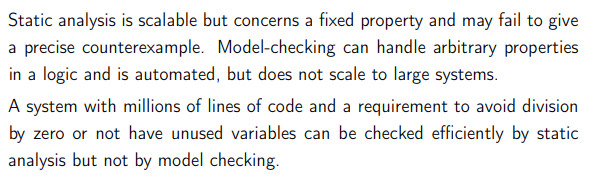 Static analysis is scalable but concerns a fixed property and may fail to give
a precise counterexample. Model-checking can handle arbitrary properties
in a logic and is automated, but does not scale to large systems.
A system with millions of lines of code and a requirement to avoid division
by zero or not have unused variables can be checked efficiently by static
analysis but not by model checking.